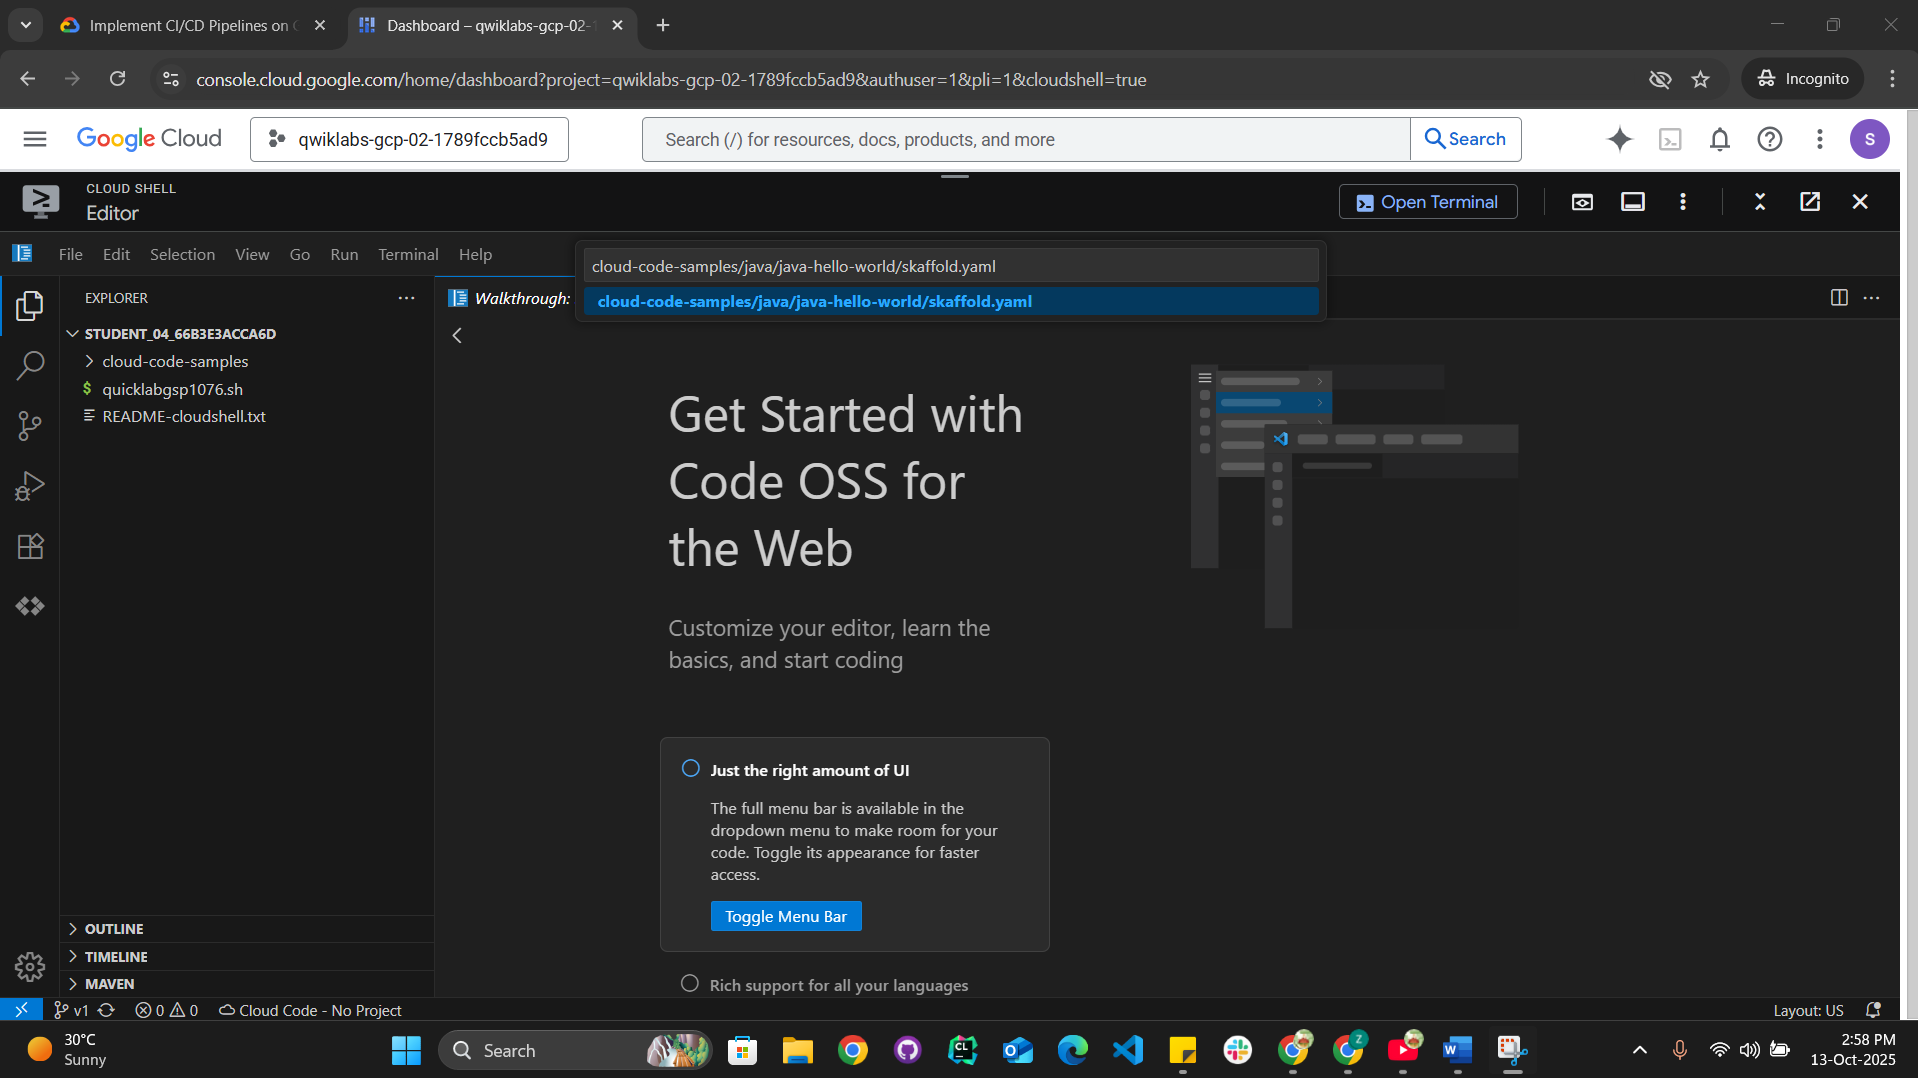 Implement CI/CD Pipelines on
Dashboard – qwiklabs-gcp-02-
console.cloud.google.com/home/dashboard?project=qwiklabs-gcp-02-1789fccb5ad9&authuser=1&pli=1&cloudshell=true
Incognito
Google Cloud
qwiklabs-gcp-02-1789fccb5ad9
Search (/) for resources, docs, products, and more
Search
S
CLOUD SHELL
Editor
Open Terminal
File Edit Selection View Go Run Terminal Help
cloud-code-samples/java/java-hello-world/skaffold.yaml
cloud-code-samples/java/java-hello-world/skaffold.yaml
EXPLORER
Walkthrough:
STUDENT_04_66B3E3ACCA6D
cloud-code-samples
$ quicklabgsp1076.sh
README-cloudshell.txt
Get Started with
Code OSS for
the Web
Customize your editor, learn the
basics, and start coding
Just the right amount of UI
The full menu bar is available in the
dropdown menu to make room for your
code. Toggle its appearance for faster
access.
Toggle Menu Bar
Rich support for all your languages
OUTLINE
TIMELINE
MAVEN
v1 0 0 Cloud Code - No Project
Layout: US
30°C
Sunny
Search
2:58 PM
13-Oct-2025